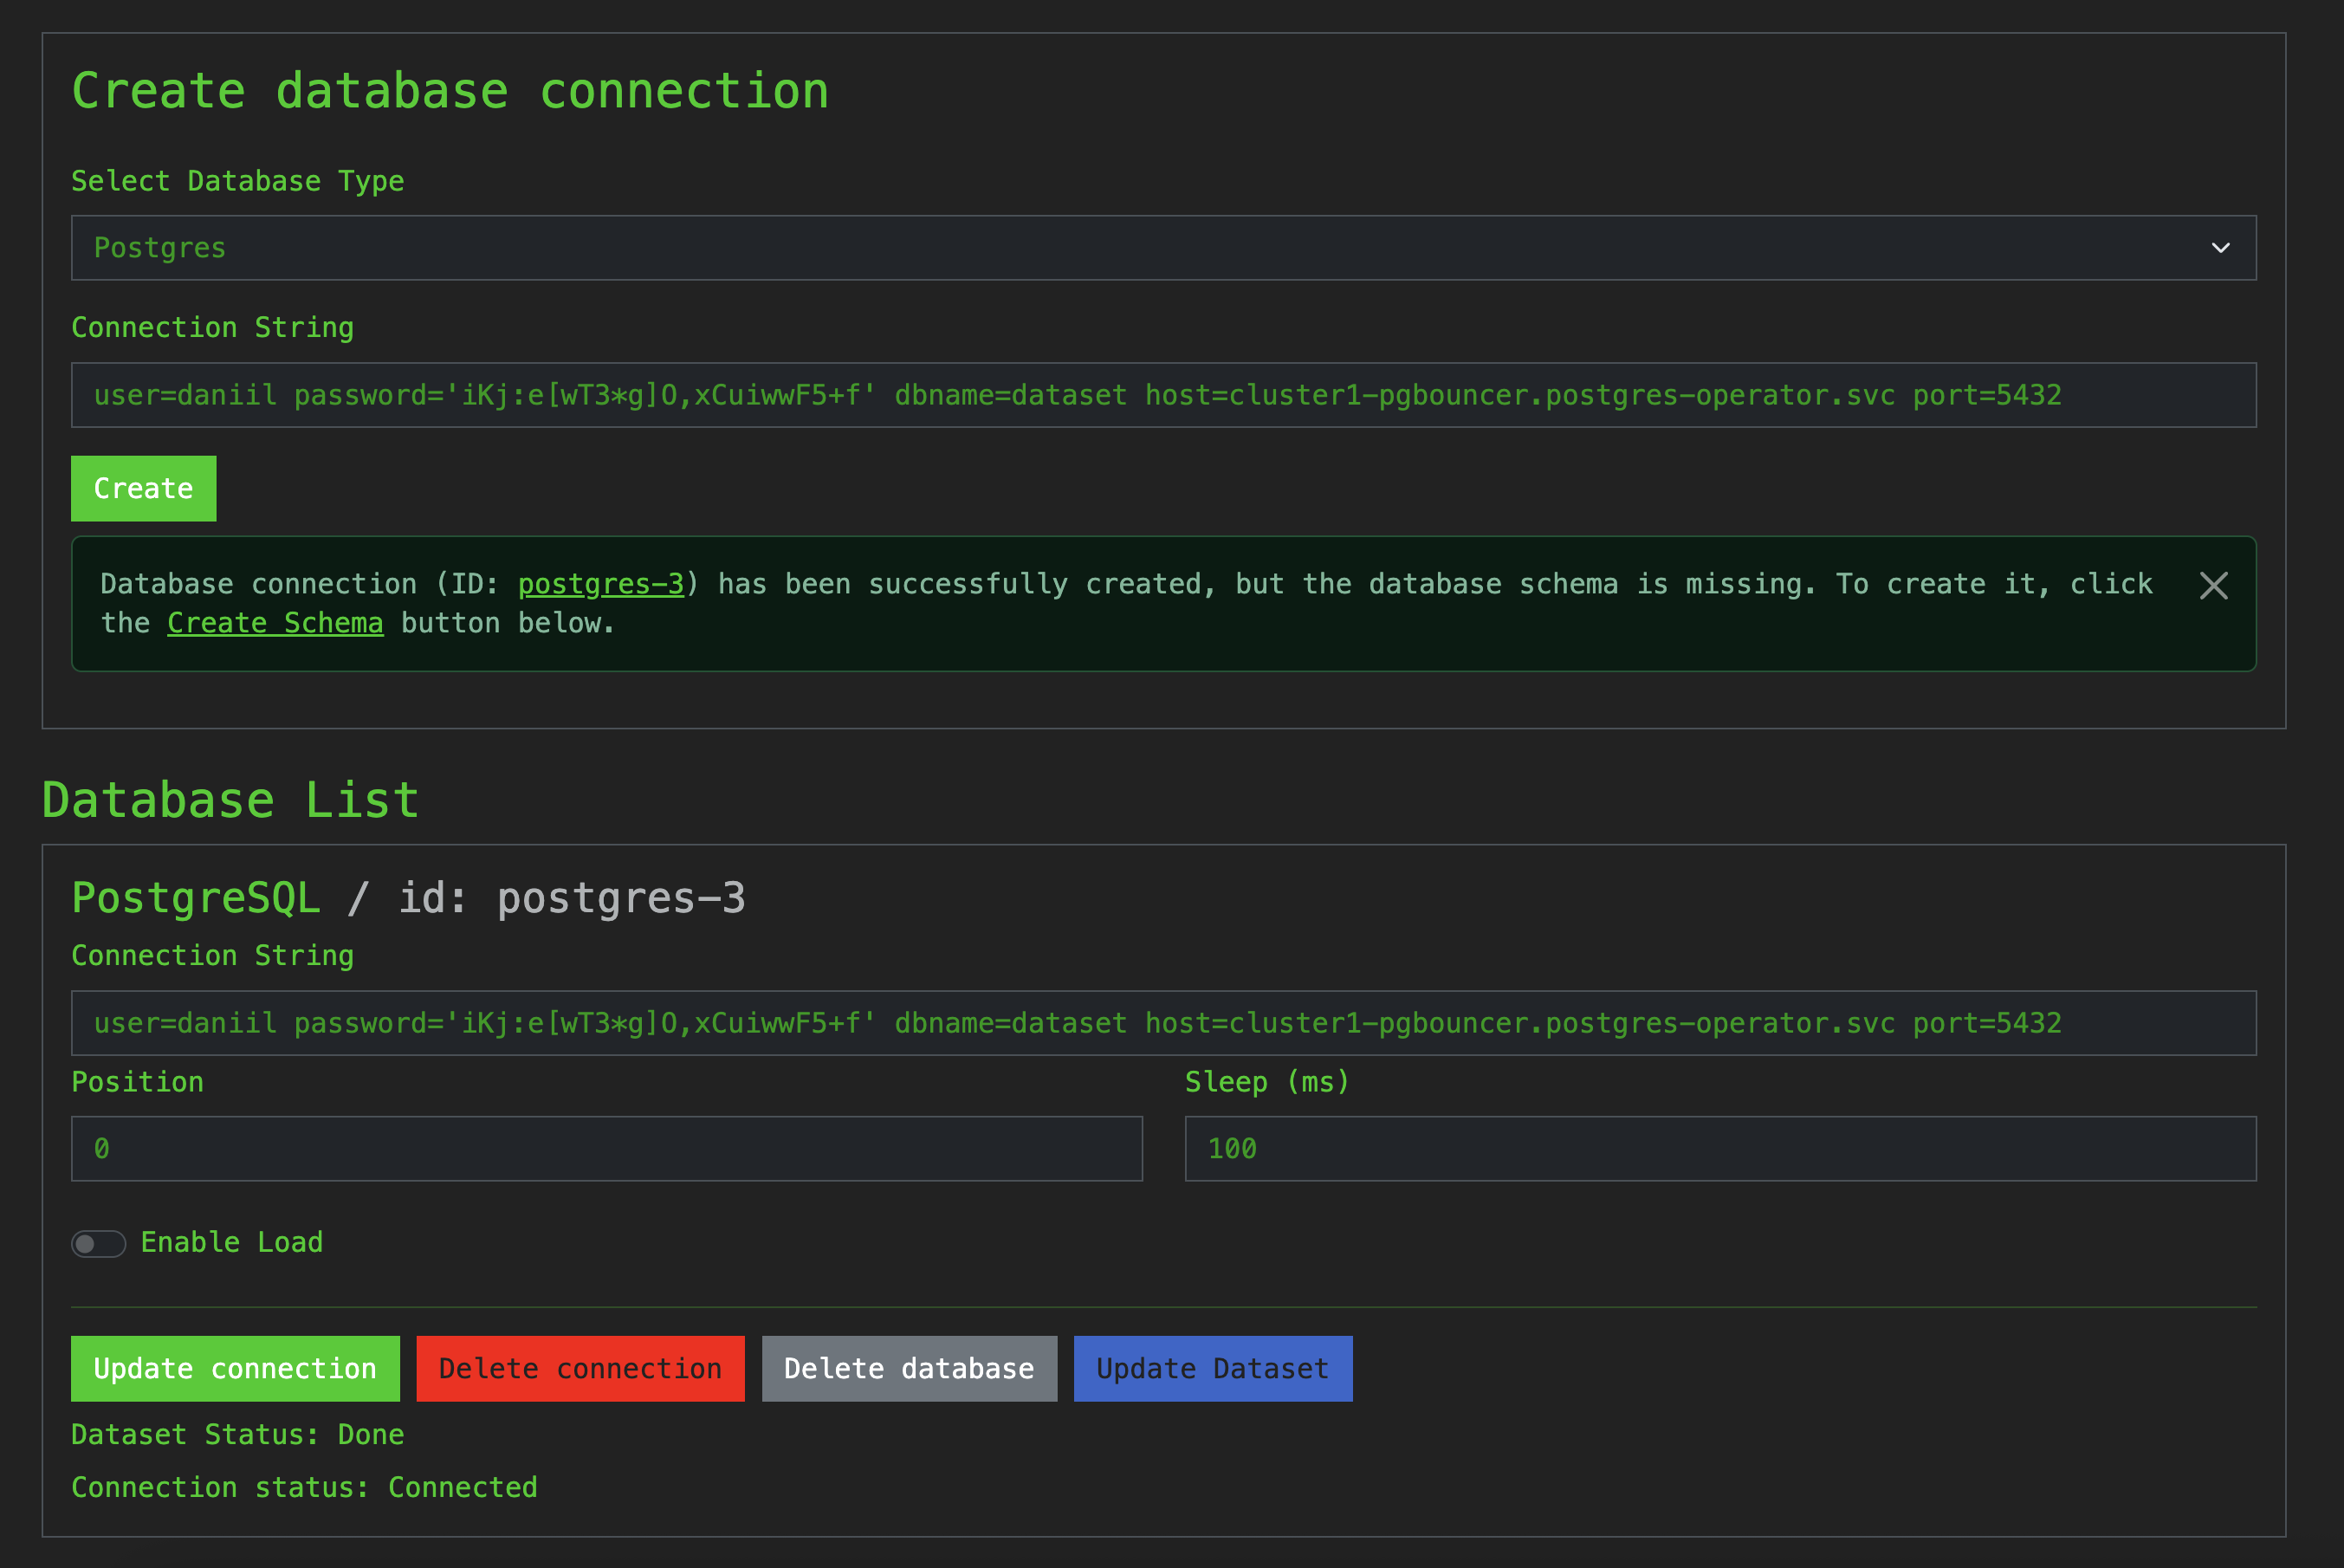 Create database connection
Select Database Type
Postgres
Connection String
user=daniil password='iKj:e[wT3*g]O,xCuiwwF5+f' dbname=dataset host=cluster1-pgbouncer.postgres-operator.svc port=5432
Create
Database connection (ID: postgres-3) has been successfully created, but the database schema is missing. To create it, click
the Create Schema button below.
Database List
PostgreSQL / id: postgres-3
Connection String
user=daniil password='iKj:e[wT3*g]O,xCuiwwF5+f' dbname=dataset host=cluster1-pgbouncer.postgres-operator.svc port=5432
Position
Sleep (ms)
0
100
Enable Load
Update connection
Delete connection
Delete database
Update Dataset
Dataset Status: Done
Connection status: Connected